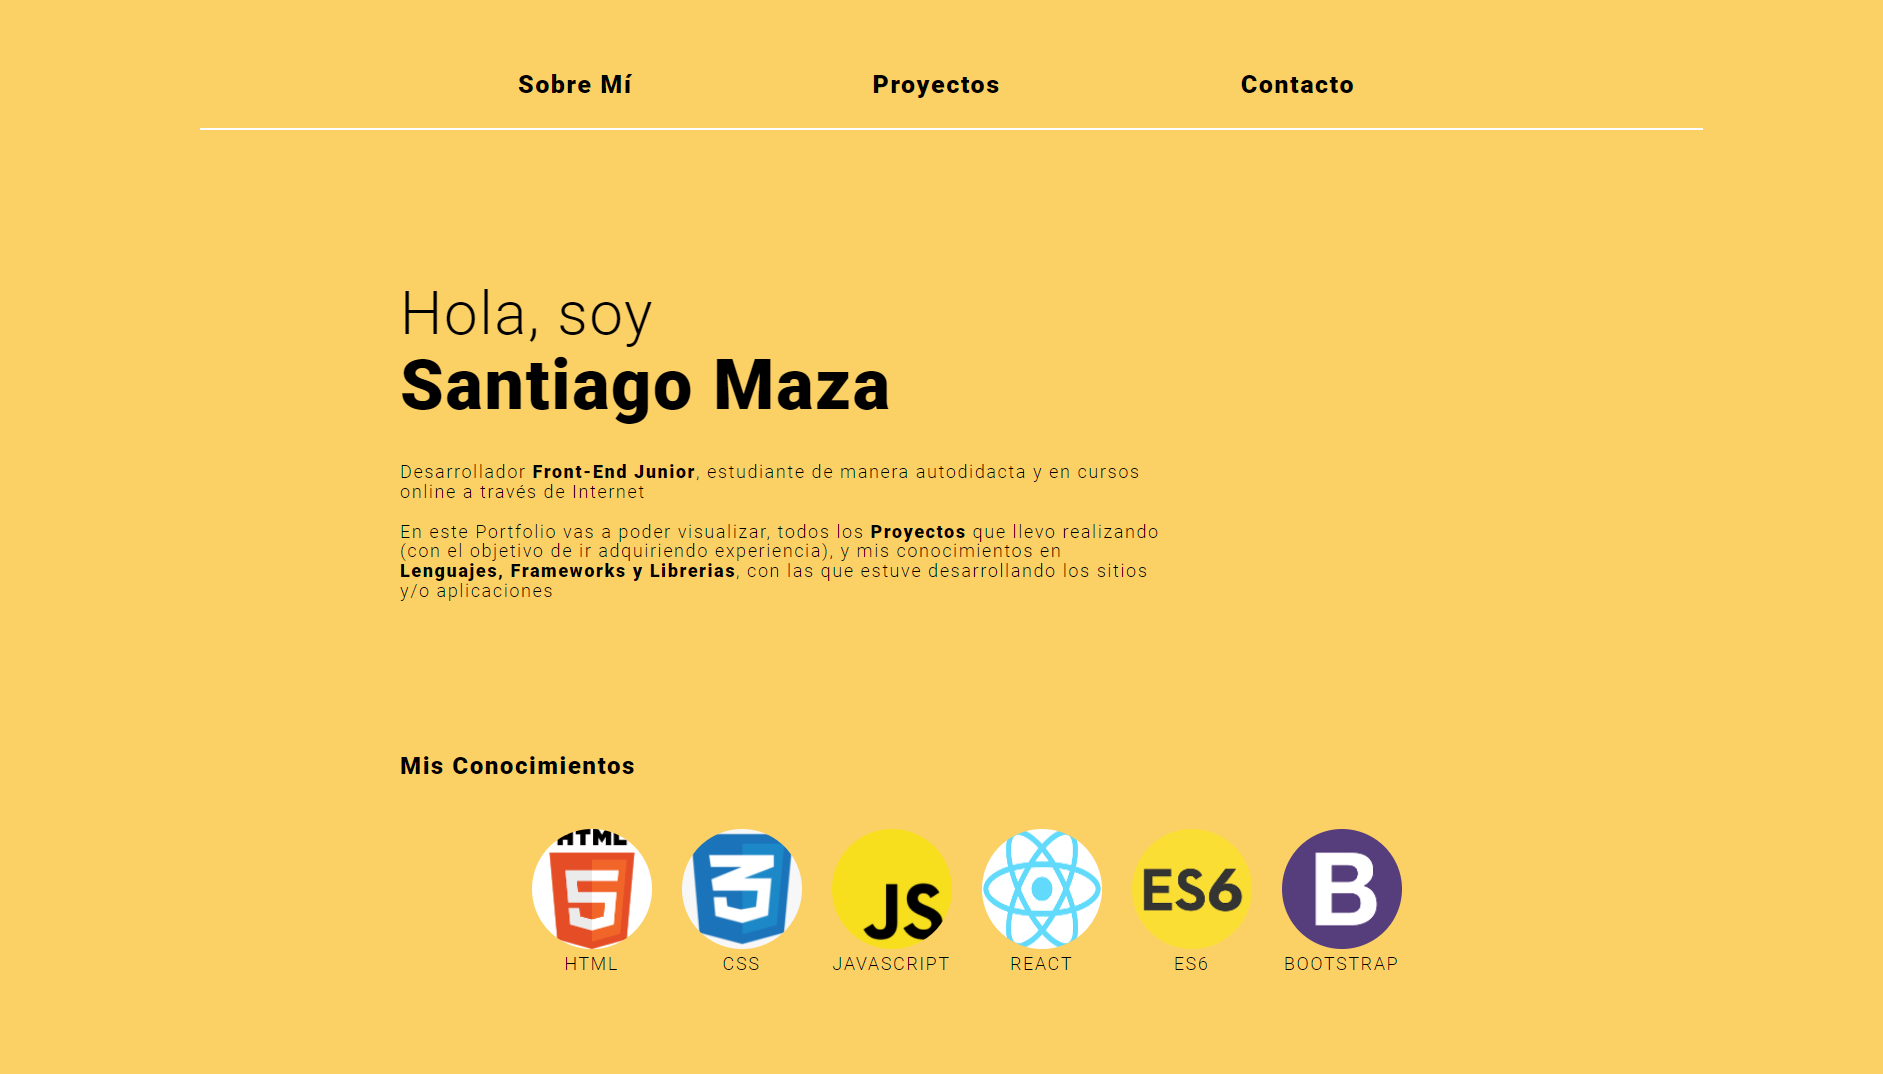 Sobre Mí
Proyectos
Contacto
Hola, soy
Santiago Maza
Desarrollador Front-End Junior, estudiante de manera autodidacta y en cursos
online a través de Internet
En este Portfolio vas a poder visualizar, todos los Proyectos que llevo realizando
(con el objetivo de ir adquiriendo experiencia), y mis conocimientos en
Lenguajes, Frameworks y Librerias, con las que estuve desarrollando los sitios
y/o aplicaciones
Mis Conocimientos
HTML
5
3
JS
ES6
B
HTML
CSS
JAVASCRIPT
REACT
ES6
BOOTSTRAP